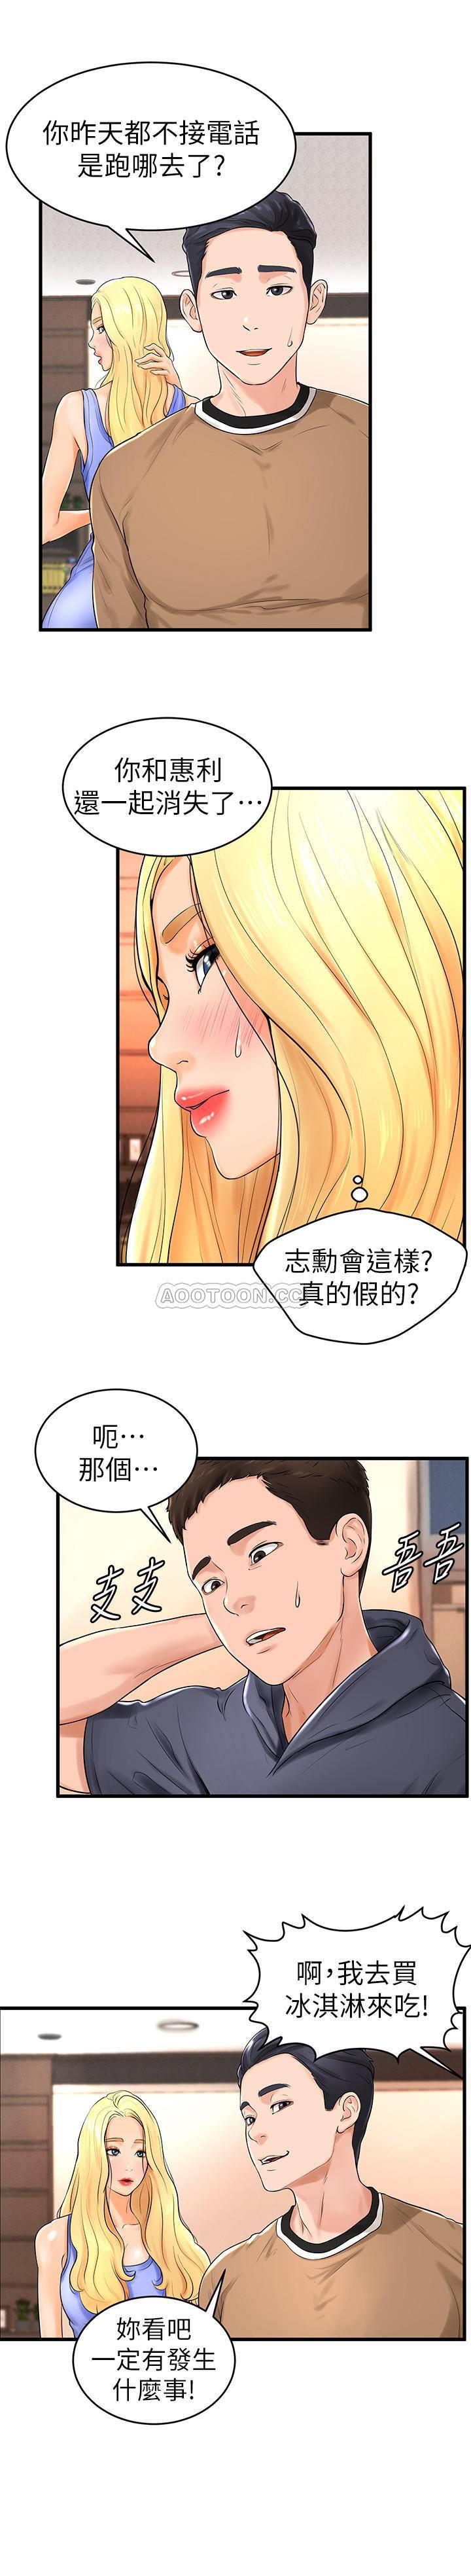 你昨天都不接電話
是跑哪去了?
你和惠利
還一起消失了…
志勳會這樣?
真的假的?
AOOTOON.CC
呃…
那個…
支支
吾吾
啊,我去買
冰淇淋來吃!
妳看吧
一定有發生
什麼事!